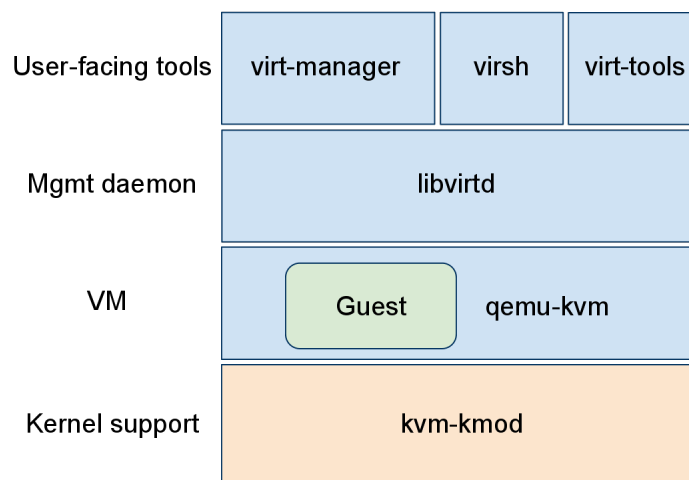 User-facing tools virt-manager virsh virt-tools
Mgmt daemon libvirtd
VM Guest qemu-kvm
Kernel support kvm-kmod